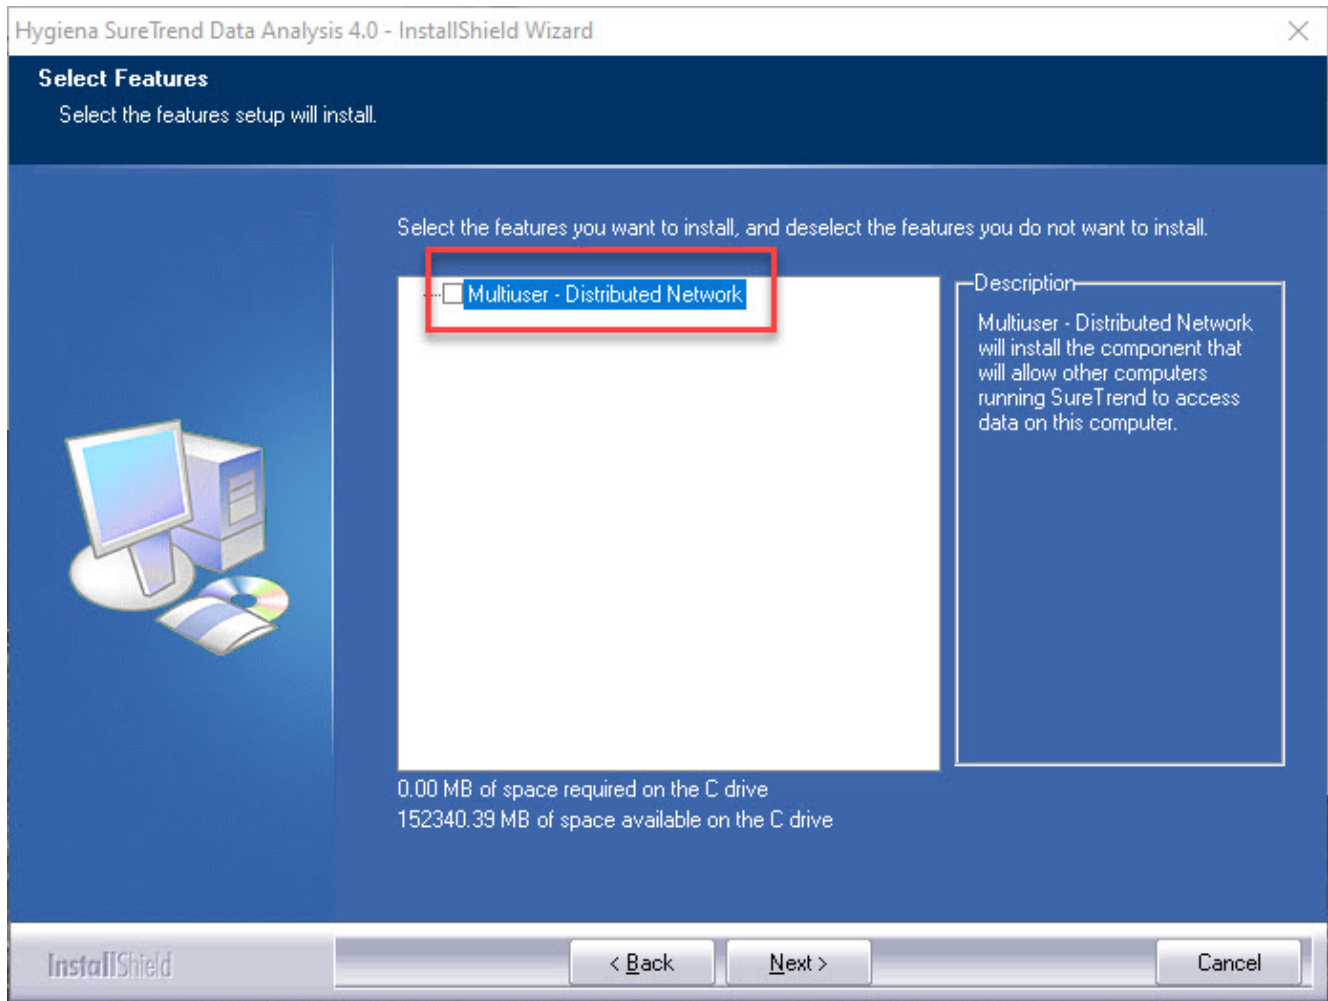 Hygiena SureTrend Data Analysis 4.0 - InstallShield Wizard
Select Features
Select the features setup will install.
Select the features you want to install, and deselect the features you do not want to install.
Multiuser - Distributed Network
Description
Multiuser - Distributed Network
will install the component that
will allow other computers
running SureTrend to access
data on this computer.
0.00 MB of space required on the C drive
152340.39 MB of space available on the C drive
InstallShield
< Back
Next >
Cancel